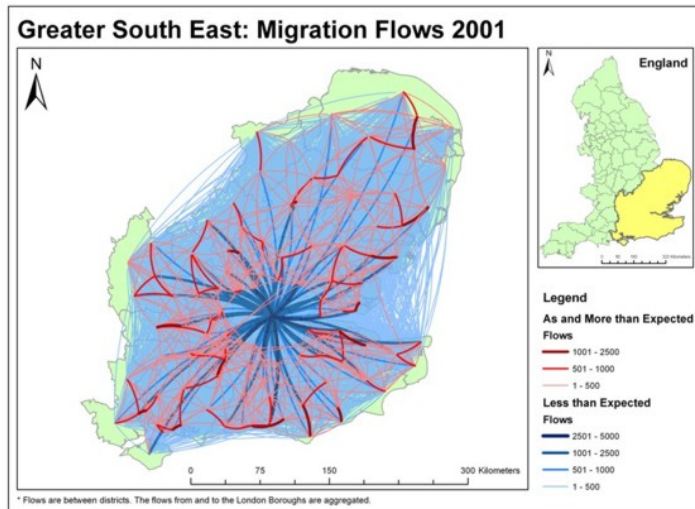 Greater South East: Migration Flows 2001
N
N
England
0 75 150 300 Kilometers
Legend
As and More than Expected
Flows
1001 - 2500
501 - 1000
1 - 500
Less than Expected
Flows
2501 - 5000
1001 - 2500
501 - 1000
1 - 500
* Flows are between districts. The flows from and to the London Boroughs are aggregated.